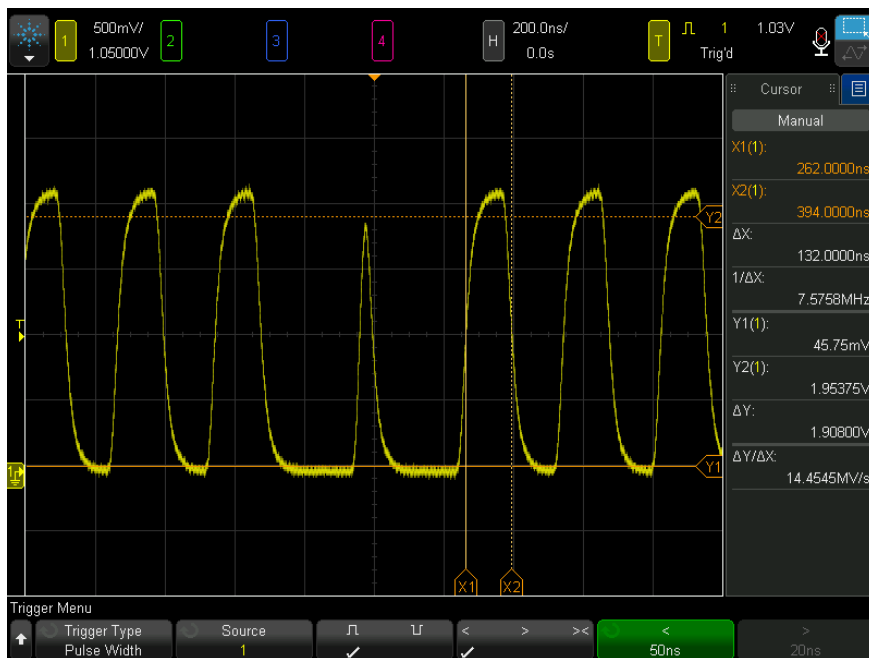 1 500mV/ 2 3 4 H 200.0ns/ T 1 1.03V
1.05000V 0.0s Trig'd
Cursor
Manual
X1(1):
262.0000ns
X2(1):
394.0000ns
ΔX:
132.0000ns
1/ΔX:
7.5758MHz
Y1(1):
45.75mV
Y2(1):
1.95375V
ΔY:
1.90800V
ΔY/ΔX:
14.4545MV/s
Y2
T
1
Y1
X1 X2
Trigger Menu
Trigger Type Source < > >< < >
Pulse Width 1 50ns 20ns